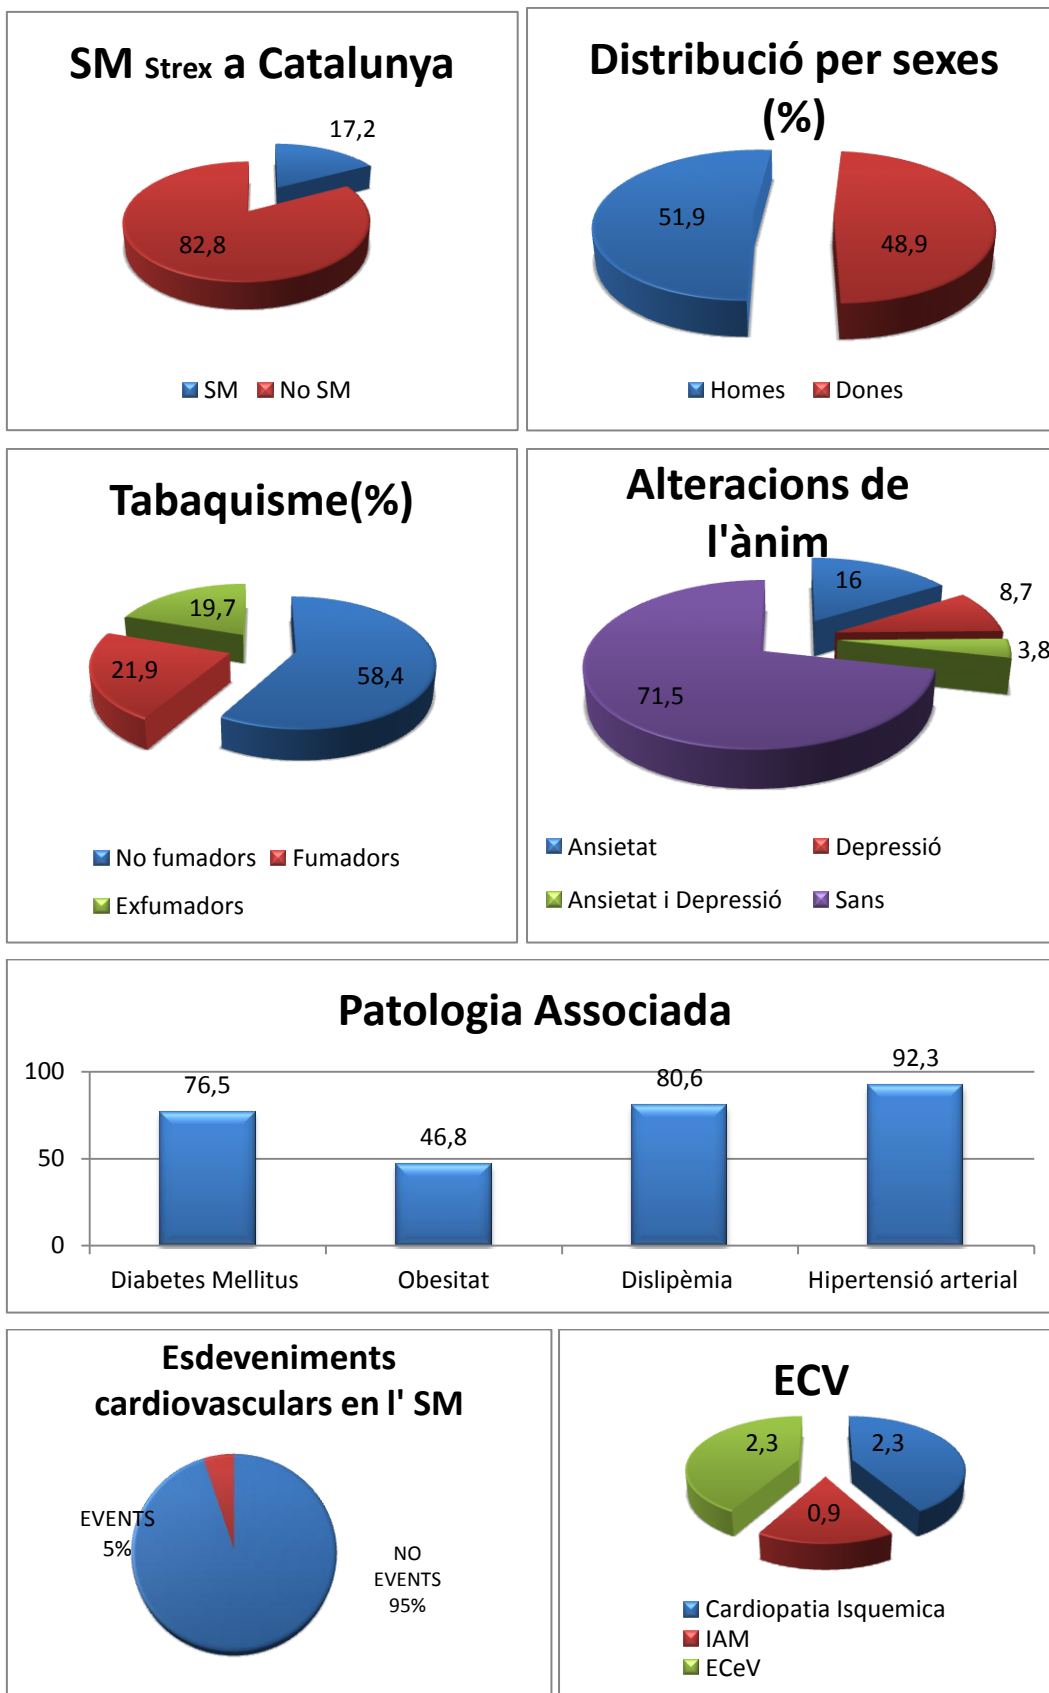 SM Strex a Catalunya
17,2
82,8
SM No SM
Distribució per sexes
(%)
51,9
48,9
Homes Dones
Tabaquisme(%)
19,7
21,9
58,4
No fumadors Fumadors
Exfumadors
Alteracions de
l'ànim
16
8,7
3,8
71,5
Ansietat Depressió
Ansietat i Depressió Sans
Patologia Associada
100
50
0
76,5
46,8
80,6
92,3
Diabetes Mellitus Obesitat Dislipèmia Hipertensió arterial
Esdeveniments
cardiovasculars en l' SM
EVENTS
5%
NO
EVENTS
95%
ECV
2,3
2,3
0,9
Cardiopatia Isquemica
IAM
ECeV